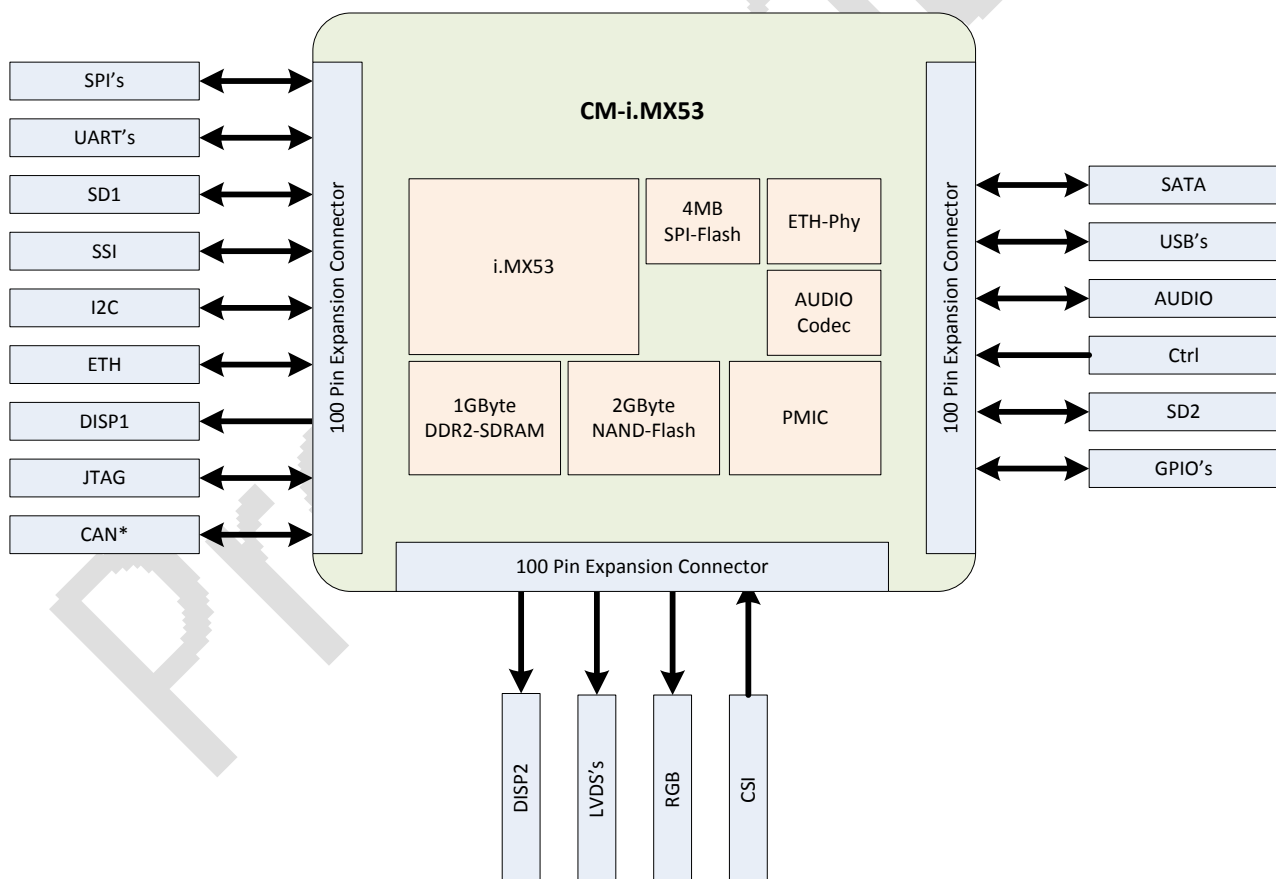 CM-i.MX53
SPI's
UART's
SD1
SSI
I2C
ETH
DISP1
JTAG
CAN*
100 Pin Expansion Connector
i.MX53
4MB
SPI-Flash
ETH-Phy
AUDIO
Codec
1GByte
DDR2-SDRAM
2GByte
NAND-Flash
PMIC
100 Pin Expansion Connector
SATA
USB's
AUDIO
Ctrl
SD2
GPIO's
100 Pin Expansion Connector
DISP2
LVDS's
RGB
CSI